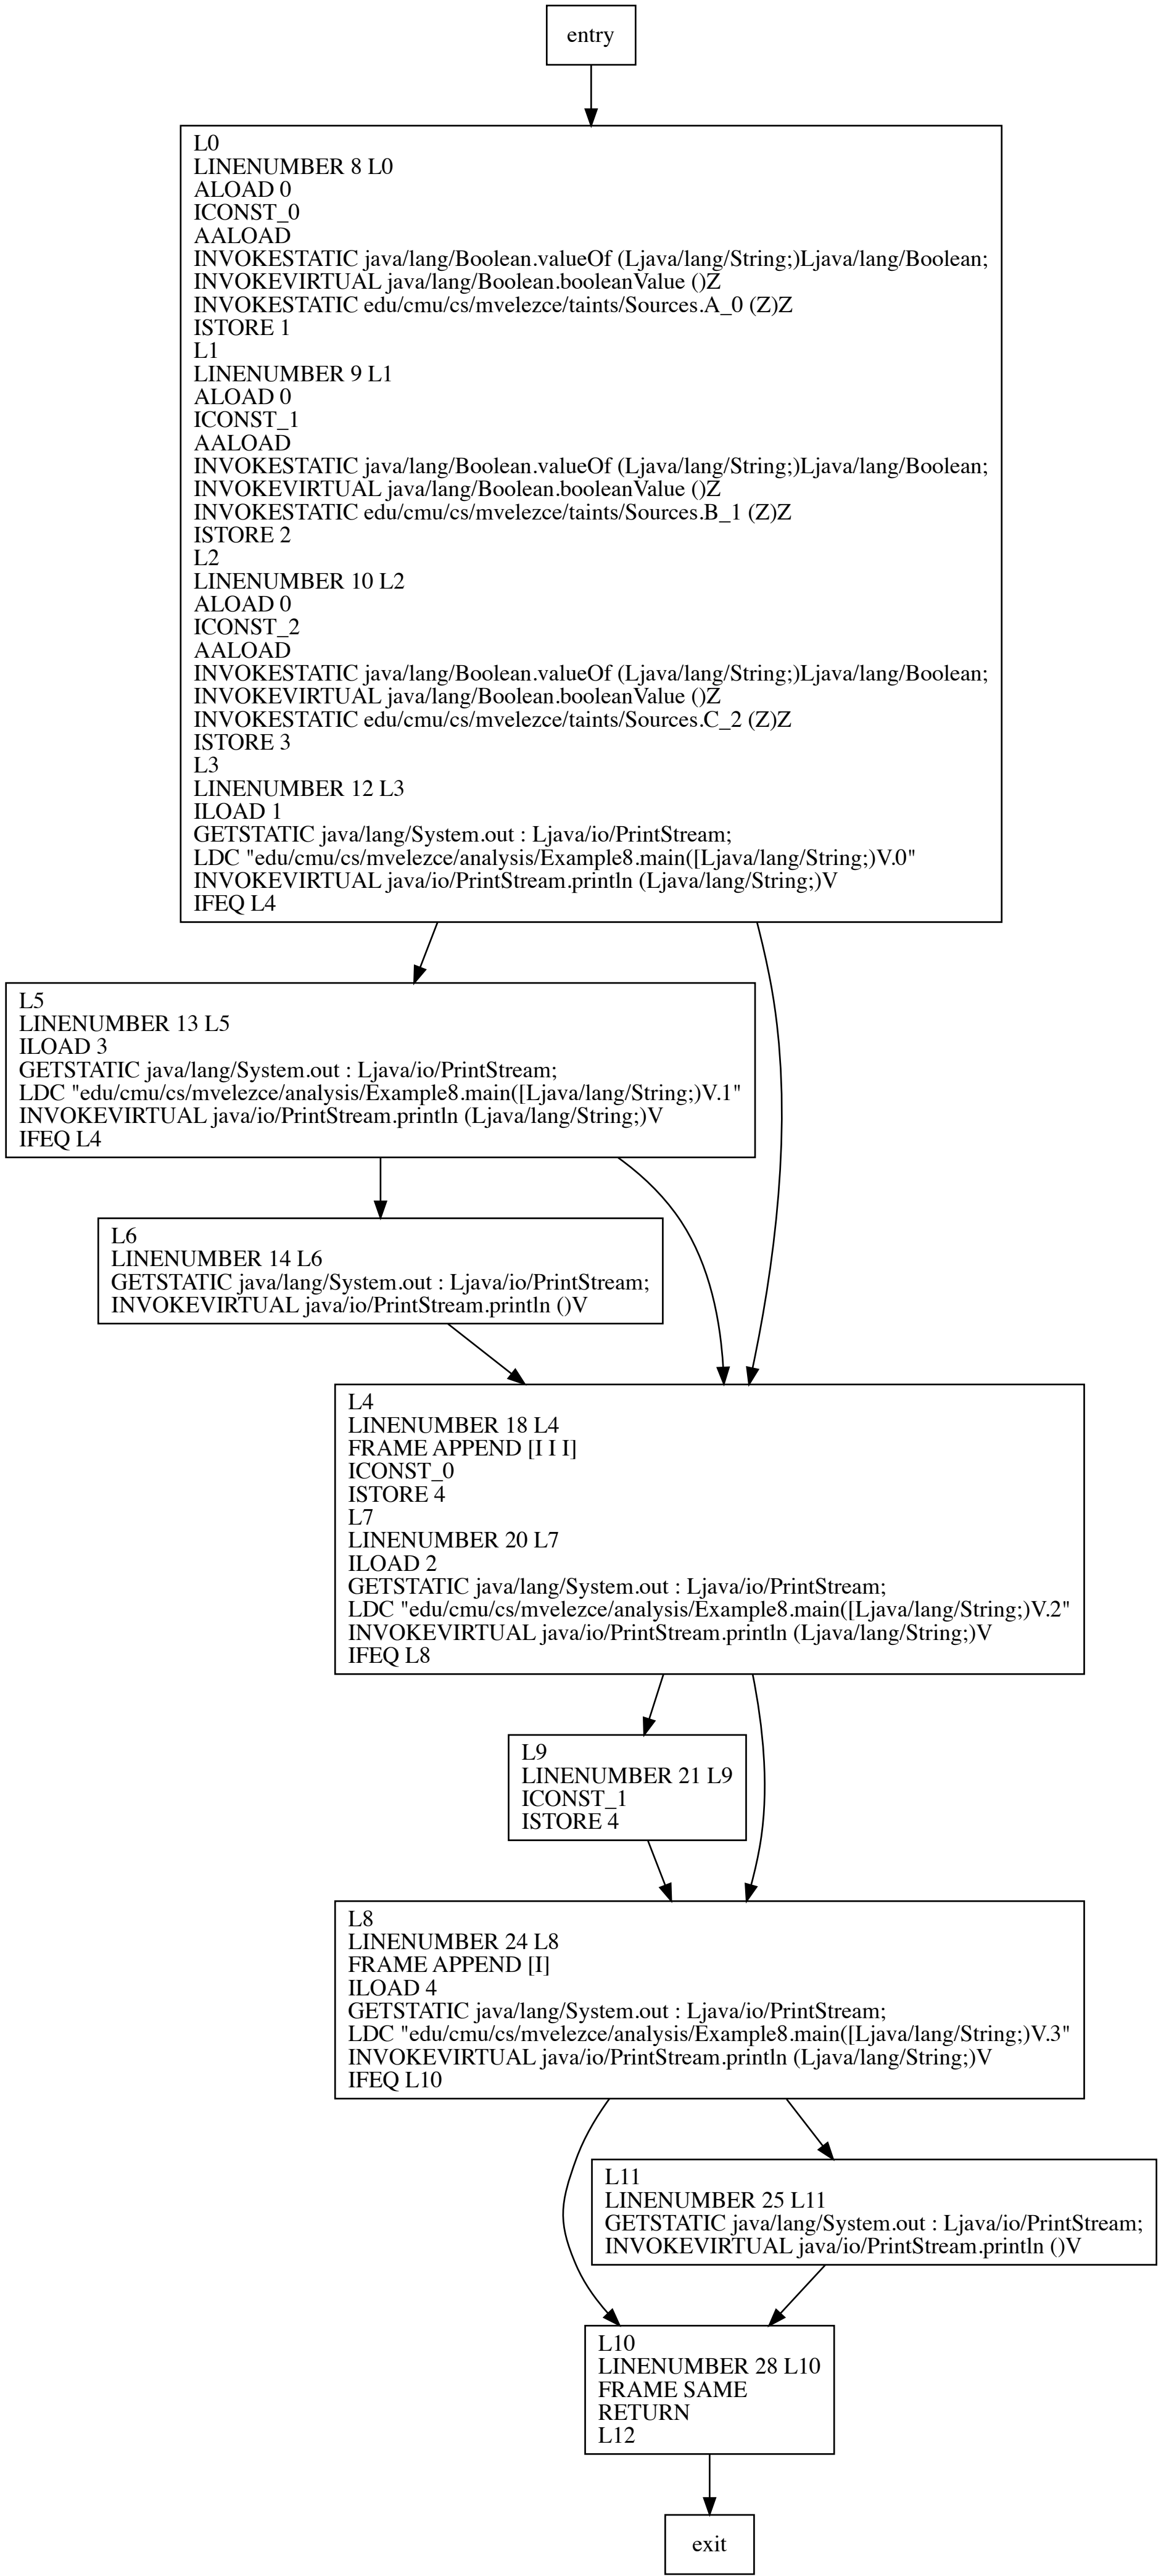 entry
L0
LINENUMBER 8 L0
ALOAD 0
ICONST_0
AALOAD
INVOKESTATIC java/lang/Boolean.valueOf (Ljava/lang/String;)Ljava/lang/Boolean;
INVOKEVIRTUAL java/lang/Boolean.booleanValue ()Z
INVOKESTATIC edu/cmu/cs/mvelezce/taints/Sources.A_0 (Z)Z
ISTORE 1
L1
LINENUMBER 9 L1
ALOAD 0
ICONST_1
AALOAD
INVOKESTATIC java/lang/Boolean.valueOf (Ljava/lang/String;)Ljava/lang/Boolean;
INVOKEVIRTUAL java/lang/Boolean.booleanValue ()Z
INVOKESTATIC edu/cmu/cs/mvelezce/taints/Sources.B_1 (Z)Z
ISTORE 2
L2
LINENUMBER 10 L2
ALOAD 0
ICONST_2
AALOAD
INVOKESTATIC java/lang/Boolean.valueOf (Ljava/lang/String;)Ljava/lang/Boolean;
INVOKEVIRTUAL java/lang/Boolean.booleanValue ()Z
INVOKESTATIC edu/cmu/cs/mvelezce/taints/Sources.C_2 (Z)Z
ISTORE 3
L3
LINENUMBER 12 L3
ILOAD 1
GETSTATIC java/lang/System.out : Ljava/io/PrintStream;
LDC "edu/cmu/cs/mvelezce/analysis/Example8.main([Ljava/lang/String;)V.0"
INVOKEVIRTUAL java/io/PrintStream.println (Ljava/lang/String;)V
IFEQ L4
L5
LINENUMBER 13 L5
ILOAD 3
GETSTATIC java/lang/System.out : Ljava/io/PrintStream;
LDC "edu/cmu/cs/mvelezce/analysis/Example8.main([Ljava/lang/String;)V.1"
INVOKEVIRTUAL java/io/PrintStream.println (Ljava/lang/String;)V
IFEQ L4
L6
LINENUMBER 14 L6
GETSTATIC java/lang/System.out : Ljava/io/PrintStream;
INVOKEVIRTUAL java/io/PrintStream.println ()V
L4
LINENUMBER 18 L4
FRAME APPEND [I I I]
ICONST_0
ISTORE 4
L7
LINENUMBER 20 L7
ILOAD 2
GETSTATIC java/lang/System.out : Ljava/io/PrintStream;
LDC "edu/cmu/cs/mvelezce/analysis/Example8.main([Ljava/lang/String;)V.2"
INVOKEVIRTUAL java/io/PrintStream.println (Ljava/lang/String;)V
IFEQ L8
L9
LINENUMBER 21 L9
ICONST_1
ISTORE 4
L8
LINENUMBER 24 L8
FRAME APPEND [I]
ILOAD 4
GETSTATIC java/lang/System.out : Ljava/io/PrintStream;
LDC "edu/cmu/cs/mvelezce/analysis/Example8.main([Ljava/lang/String;)V.3"
INVOKEVIRTUAL java/io/PrintStream.println (Ljava/lang/String;)V
IFEQ L10
L11
LINENUMBER 25 L11
GETSTATIC java/lang/System.out : Ljava/io/PrintStream;
INVOKEVIRTUAL java/io/PrintStream.println ()V
L10
LINENUMBER 28 L10
FRAME SAME
RETURN
L12
exit